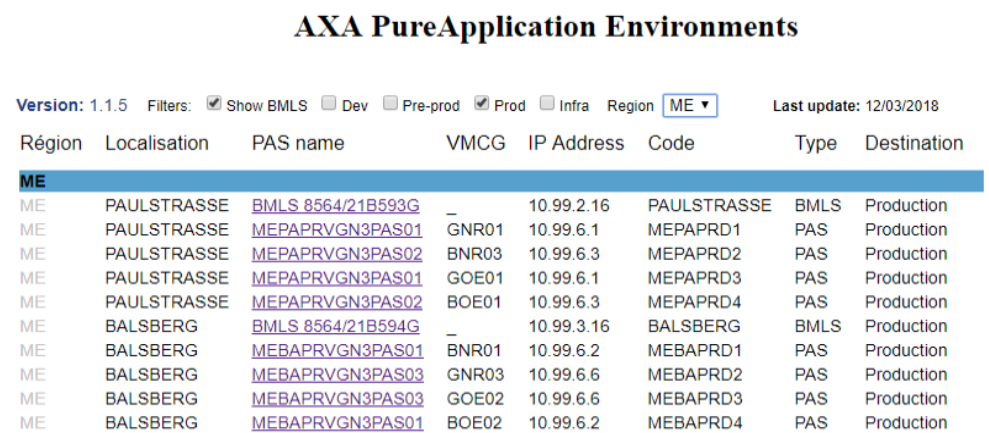 AXA PureApplication Environments
Version: 1.1.5 Filters: Show BMLS Dev Pre-prod Prod Infra Region ME Last update: 12/03/2018
Région Localisation PAS name VMCG IP Address Code Type Destination
ME
ME PAULSTRASSE BMLS 8564/21B593G _ 10.99.2.16 PAULSTRASSE BMLS Production
ME PAULSTRASSE MEPAPRVGN3PAS01 GNR01 10.99.6.1 MEPAPRD1 PAS Production
ME PAULSTRASSE MEPAPRVGN3PAS02 BNR03 10.99.6.3 MEPAPRD2 PAS Production
ME PAULSTRASSE MEPAPRVGN3PAS01 GOE01 10.99.6.1 MEPAPRD3 PAS Production
ME PAULSTRASSE MEPAPRVGN3PAS02 BOE01 10.99.6.3 MEPAPRD4 PAS Production
ME BALSBERG BMLS 8564/21B594G _ 10.99.3.16 BALSBERG BMLS Production
ME BALSBERG MEBAPRVGN3PAS01 BNR01 10.99.6.2 MEBAPRD1 PAS Production
ME BALSBERG MEBAPRVGN3PAS03 GNR03 10.99.6.6 MEBAPRD2 PAS Production
ME BALSBERG MEBAPRVGN3PAS03 GOE02 10.99.6.6 MEBAPRD3 PAS Production
ME BALSBERG MEBAPRVGN3PAS01 BOE02 10.99.6.2 MEBAPRD4 PAS Production